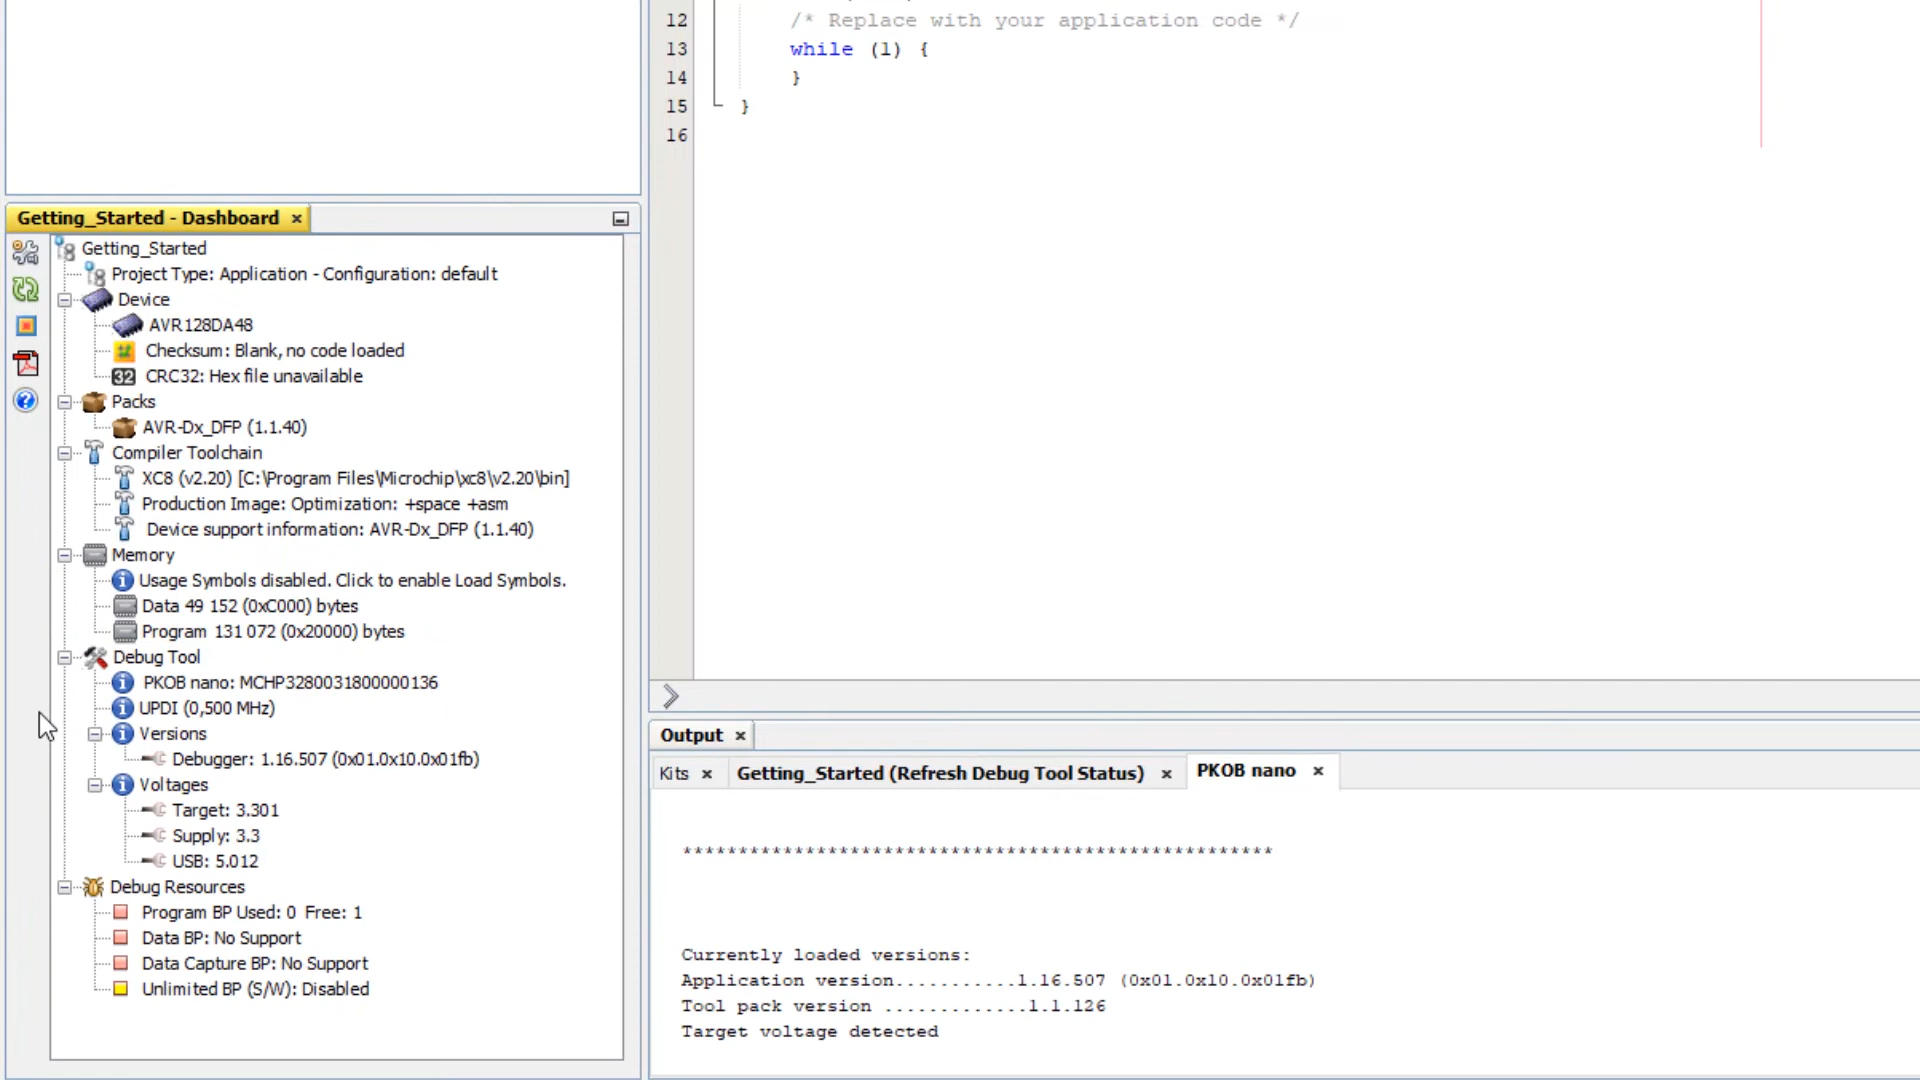 12 /* Replace with your application code */
13 while (1) {
14 }
15 }
16
Getting_Started - Dashboard ×
Getting_Started
Project Type: Application - Configuration: default
Device
AVR128DA48
Checksum: Blank, no code loaded
32 CRC32: Hex file unavailable
Packs
AVR-Dx_DFP (1.1.40)
Compiler Toolchain
XC8 (v2.20) [C:\Program Files\Microchip\xc8\v2.20\bin]
Production Image: Optimization: +space +asm
Device support information: AVR-Dx_DFP (1.1.40)
Memory
Usage Symbols disabled. Click to enable Load Symbols.
Data 49 152 (0xC000) bytes
Program 131 072 (0x20000) bytes
Debug Tool
PKOB nano: MCHP3280031800000136
UPDI (0,500 MHz)
Versions
Debugger: 1.16.507 (0x01.0x10.0x01fb)
Voltages
Target: 3.301
Supply: 3.3
USB: 5.012
Debug Resources
Program BP Used: 0 Free: 1
Data BP: No Support
Data Capture BP: No Support
Unlimited BP (S/W): Disabled
Output ×
Kits × Getting_Started (Refresh Debug Tool Status) × PKOB nano ×
*****************************************************
Currently loaded versions:
Application version...........1.16.507 (0x01.0x10.0x01fb)
Tool pack version .............1.1.126
Target voltage detected